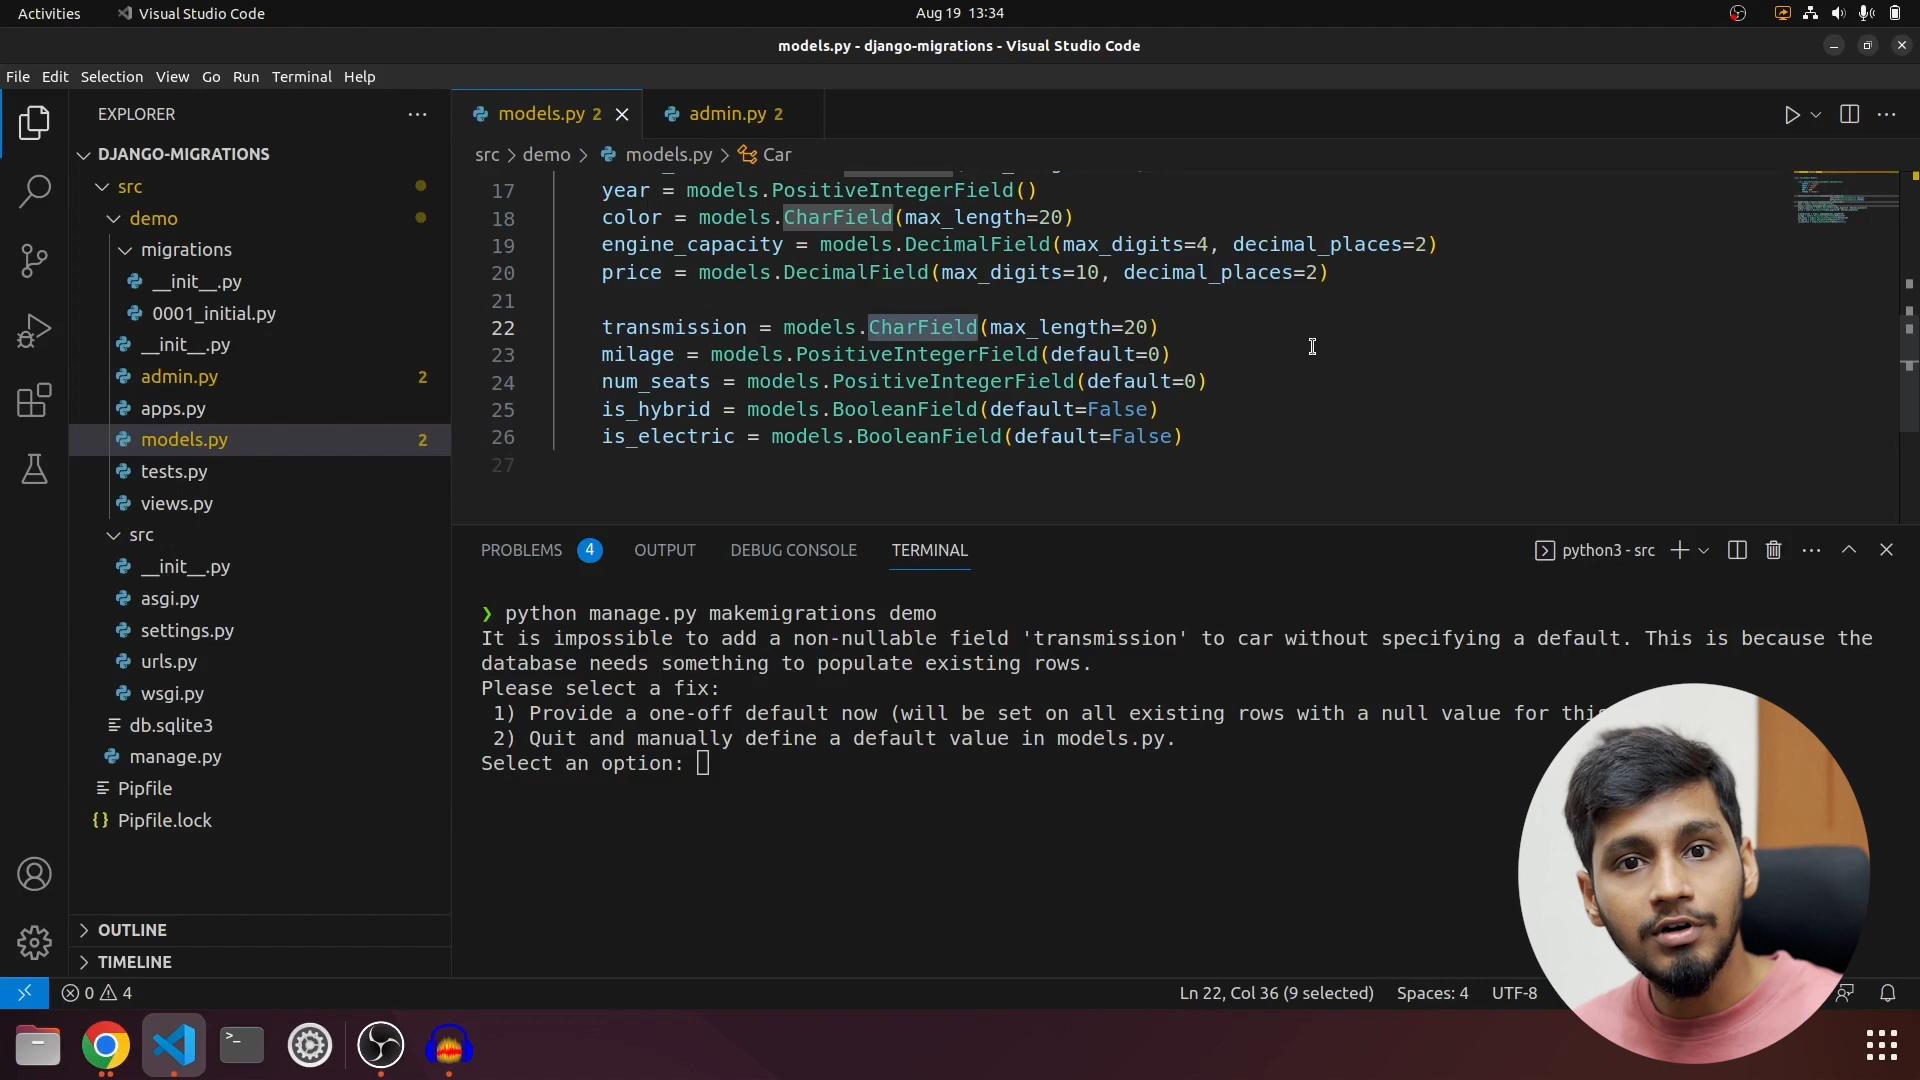 Activities
Visual Studio Code
Aug 19 13:34
models.py - django-migrations - Visual Studio Code
File Edit Selection View Go Run Terminal Help
EXPLORER
DJANGO-MIGRATIONS
src
demo
migrations
__init__.py
0001_initial.py
__init__.py
admin.py 2
apps.py
models.py 2
tests.py
views.py
src
__init__.py
asgi.py
settings.py
urls.py
wsgi.py
db.sqlite3
manage.py
Pipfile
Pipfile.lock
OUTLINE
TIMELINE
models.py 2
admin.py 2
src > demo > models.py > Car
17 year = models.PositiveIntegerField()
18 color = models.CharField(max_length=20)
19 engine_capacity = models.DecimalField(max_digits=4, decimal_places=2)
20 price = models.DecimalField(max_digits=10, decimal_places=2)
21
22 transmission = models.CharField(max_length=20)
23 milage = models.PositiveIntegerField(default=0)
24 num_seats = models.PositiveIntegerField(default=0)
25 is_hybrid = models.BooleanField(default=False)
26 is_electric = models.BooleanField(default=False)
27
PROBLEMS 4 OUTPUT DEBUG CONSOLE TERMINAL
python3 - src
❯ python manage.py makemigrations demo
It is impossible to add a non-nullable field 'transmission' to car without specifying a default. This is because the
database needs something to populate existing rows.
Please select a fix:
1) Provide a one-off default now (will be set on all existing rows with a null value for this
2) Quit and manually define a default value in models.py.
Select an option:
0 4
Ln 22, Col 36 (9 selected)
Spaces: 4
UTF-8